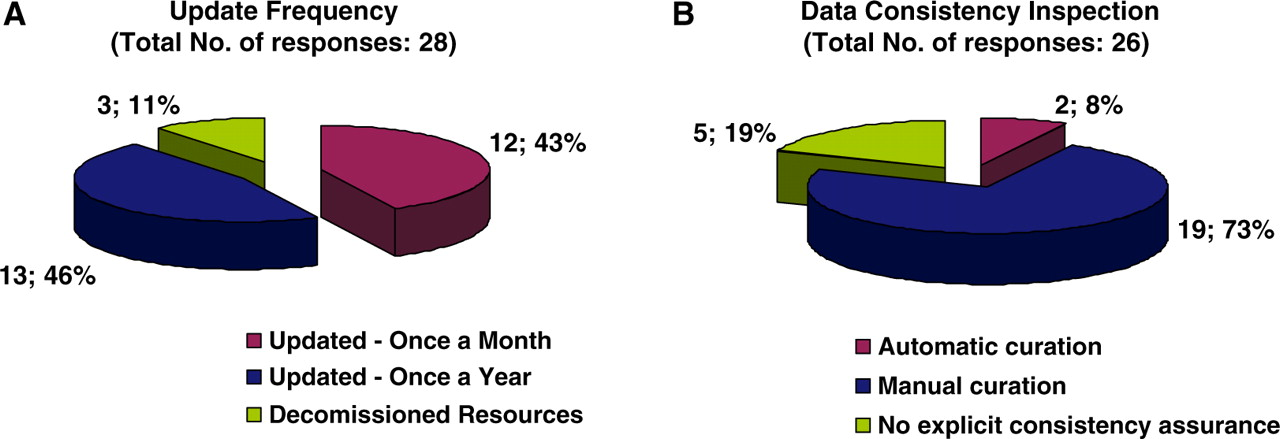 A
Update Frequency
(Total No. of responses: 28)
3; 11%
12; 43%
13; 46%
Updated - Once a Month
Updated - Once a Year
Decomissioned Resources
B
Data Consistency Inspection
(Total No. of responses: 26)
2; 8%
5; 19%
19; 73%
Automatic curation
Manual curation
No explicit consistency assurance